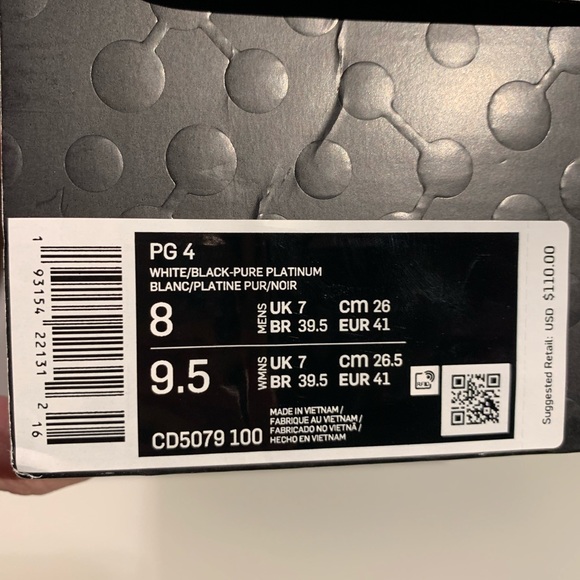 PG 4
WHITE/BLACK-PURE PLATINUM
BLANC/PLATINE PUR/NOIR
8 MENS UK 7 cm 26
BR 39.5 EUR 41
9.5 WMNS UK 7 cm 26.5
BR 39.5 EUR 41
RFID
CD5079 100
MADE IN VIETNAM /
FABRIQUE AU VIETNAM /
FABRICADO NO VIETNÃ /
HECHO EN VIETNAM
1 93154 22131 2 16
Suggested Retail: USD $110.00